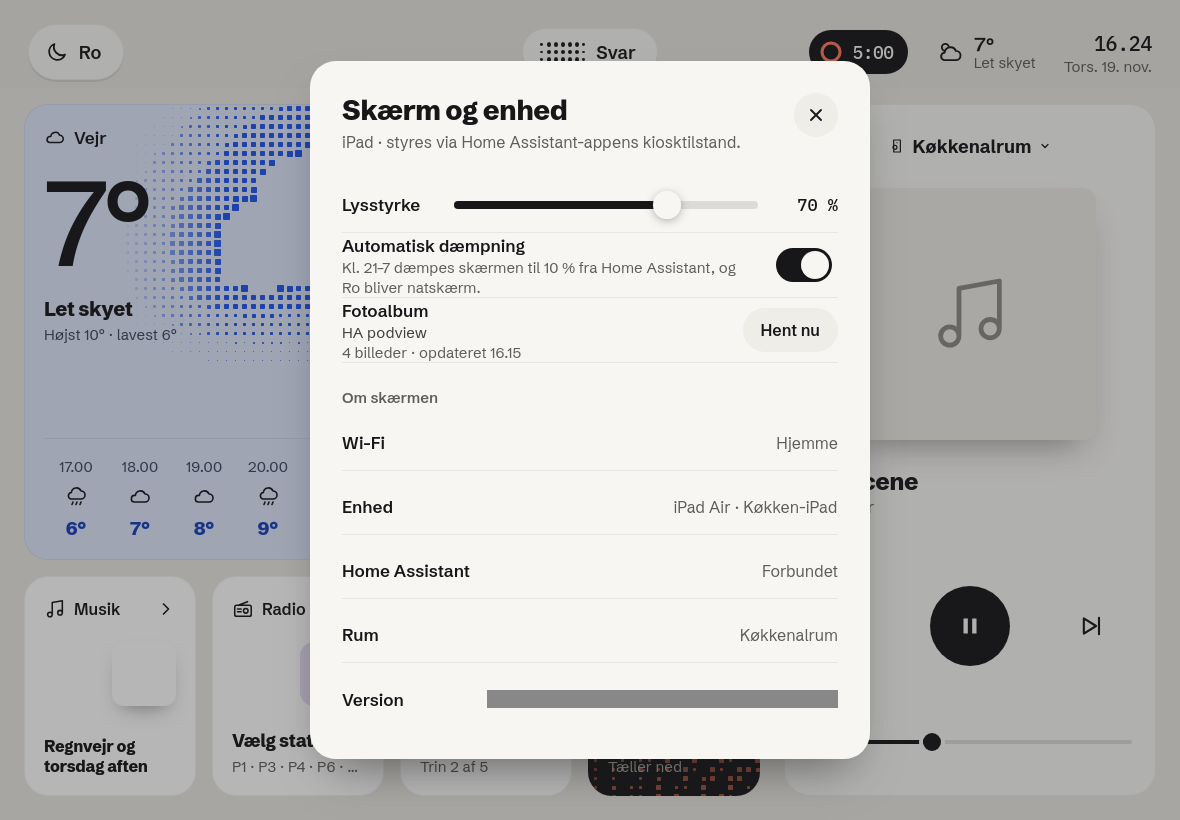 Ro
Svar
5:00
7°
Let skyet
16.24
Tors. 19. nov.
Vejr
7°
Let skyet
Højst 10° · lavest 6°
17.00 18.00 19.00 20.00
6° 7° 8° 9°
Musik
Regnvejr og
torsdag aften
Radio
P1 · P3 · P4 · P6 · ...
Trin 2 af 5
Tæller ned
Skærm og enhed
iPad · styres via Home Assistant-appens kiosktilstand.
Lysstyrke 70 %
Automatisk dæmpning
Kl. 21-7 dæmpes skærmen til 10 % fra Home Assistant, og
Ro bliver natskærm.
Fotoalbum
HA podview
4 billeder · opdateret 16.15
Hent nu
Om skærmen
Wi-Fi Hjemme
Enhed iPad Air · Køkken-iPad
Home Assistant Forbundet
Rum Køkkenalrum
Version
Køkkenalrum